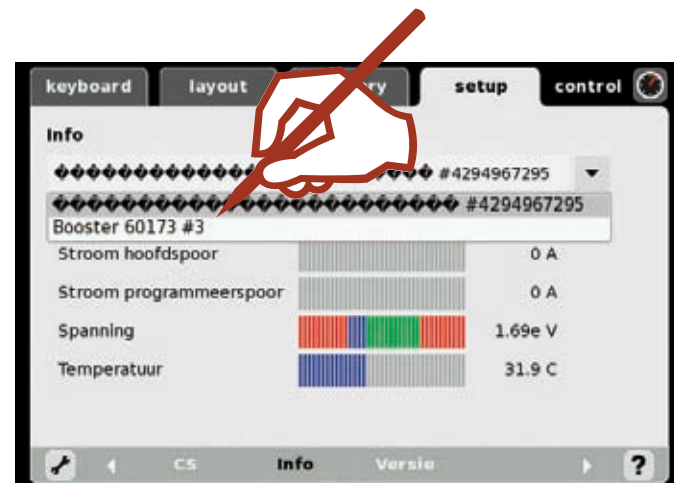 keyboard layout ry setup control
Info
#4294967295
������������������������������ #4294967295
Booster 60173 #3
Stroom hoofdspoor 0 A
Stroom programmeerspoor 0 A
Spanning 1.69e V
Temperatuur 31.9 C
CS Info Versie ?